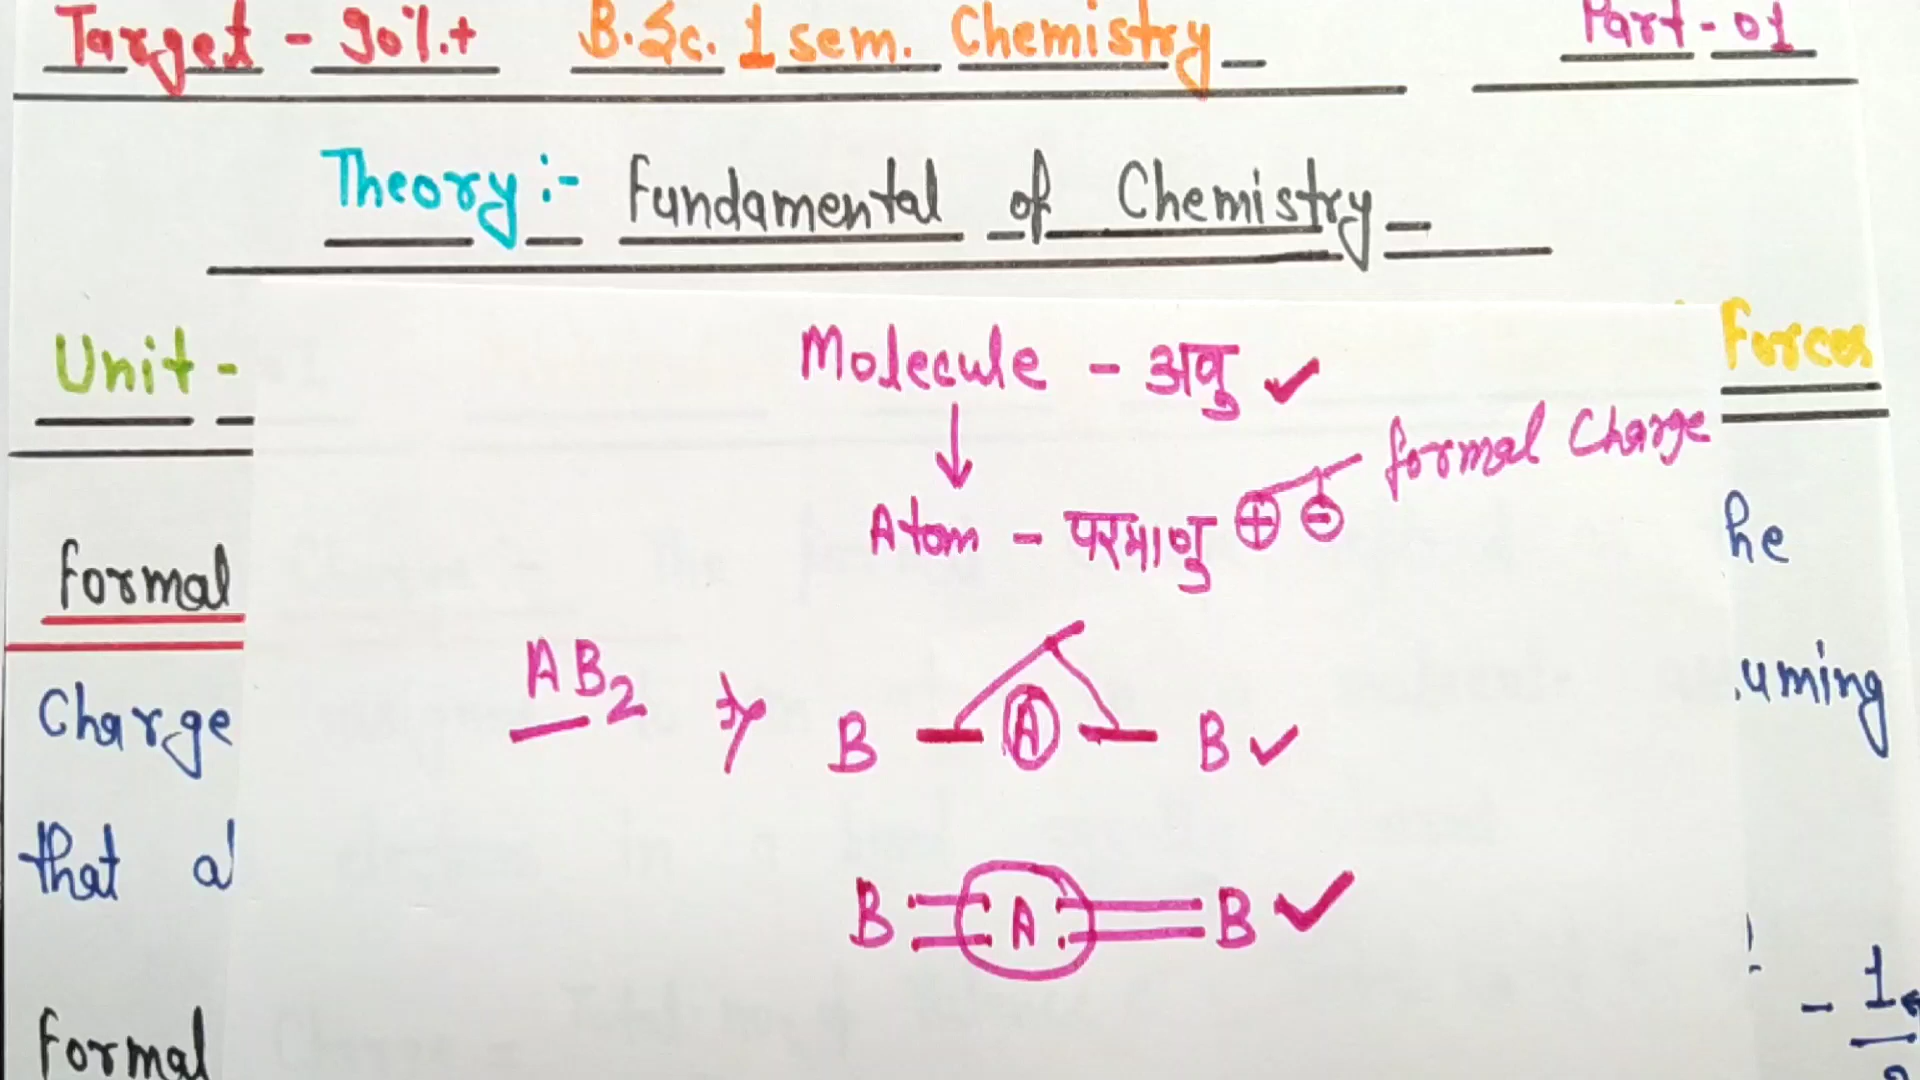 Target - 90%.+ B.Sc. 1 sem. Chemistry - Part - 01
Theory :- Fundamental of Chemistry -
Unit - Forces
Molecule - अणु ✓
formal Charge
Atom - परमाणु ⊕ ⊖
Formal he
AB2 ⇒ B - A - B ✓
Charge uming
that a
B = A = B ✓
Formal - 1